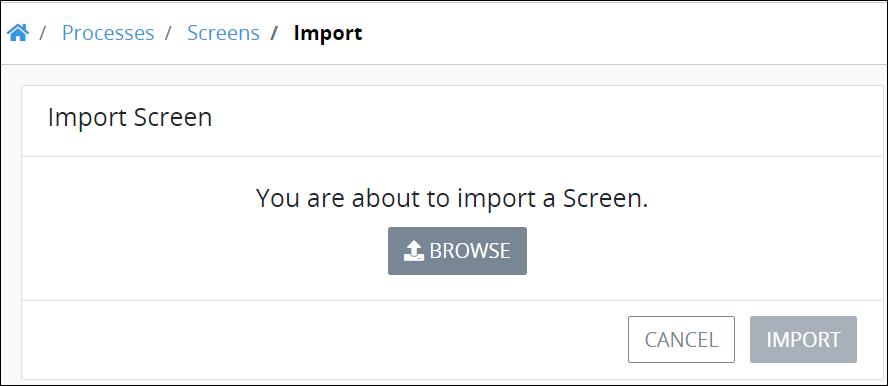 / Processes / Screens / Import
Import Screen
You are about to import a Screen.
BROWSE
CANCEL IMPORT